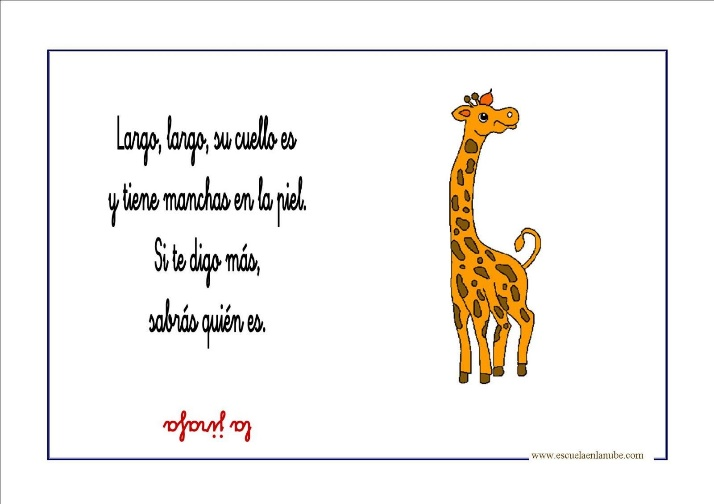 Largo, largo, su cuello es
y tiene manchas en la piel.
Si te digo más,
sabrás quién es.
la jirafa
www.escuelaenlanube.com